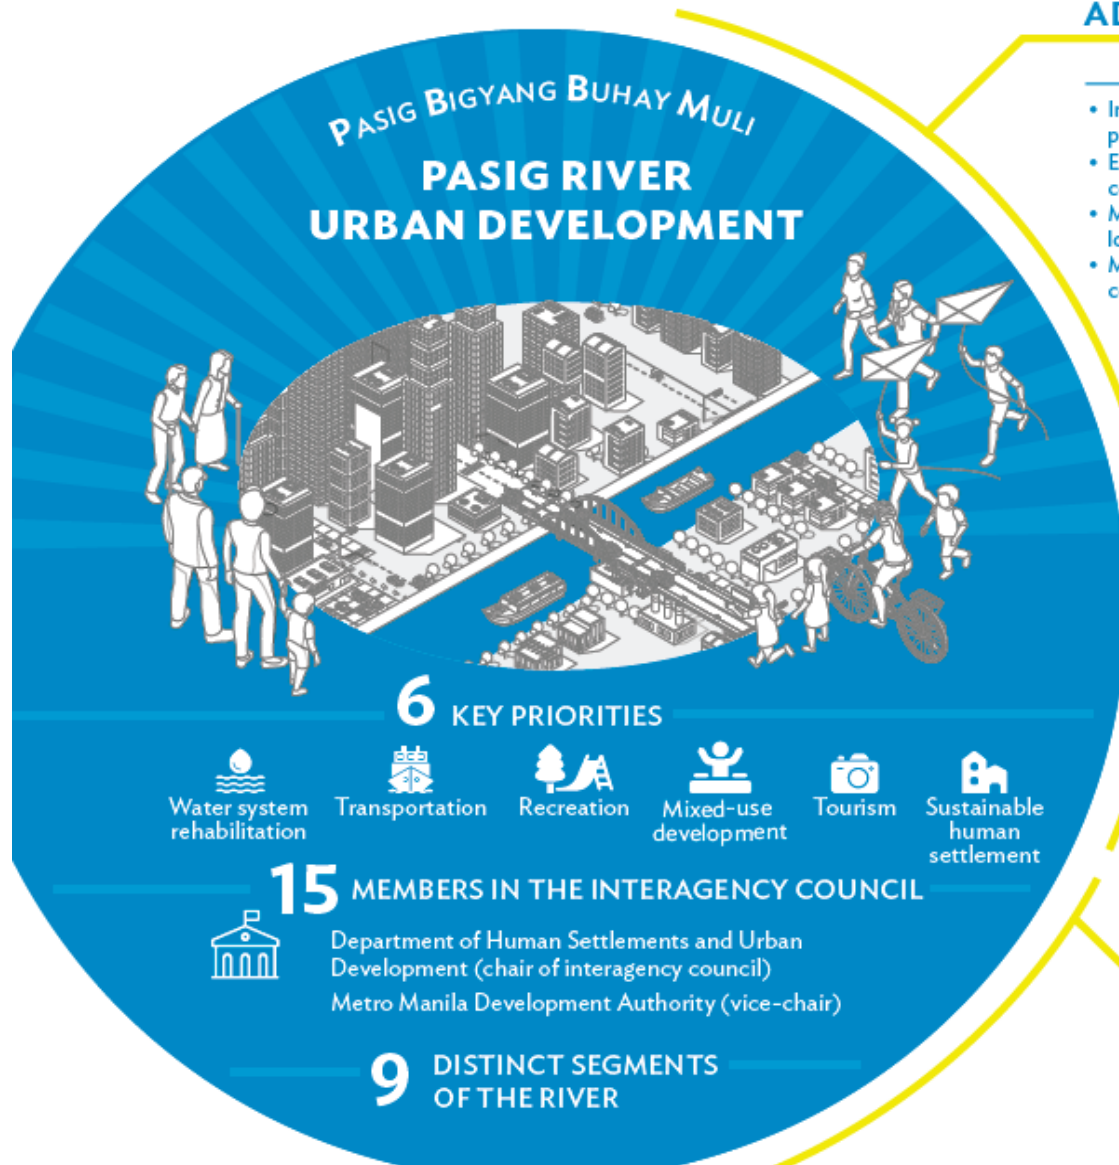 PASIG BIGYANG BUHAY MULI
PASIG RIVER
URBAN DEVELOPMENT
6 KEY PRIORITIES
Water system
rehabilitation
Transportation
Recreation
Mixed-use
development
Tourism
Sustainable
human
settlement
15 MEMBERS IN THE INTERAGENCY COUNCIL
Department of Human Settlements and Urban
Development (chair of interagency council)
Metro Manila Development Authority (vice-chair)
9 DISTINCT SEGMENTS
OF THE RIVER